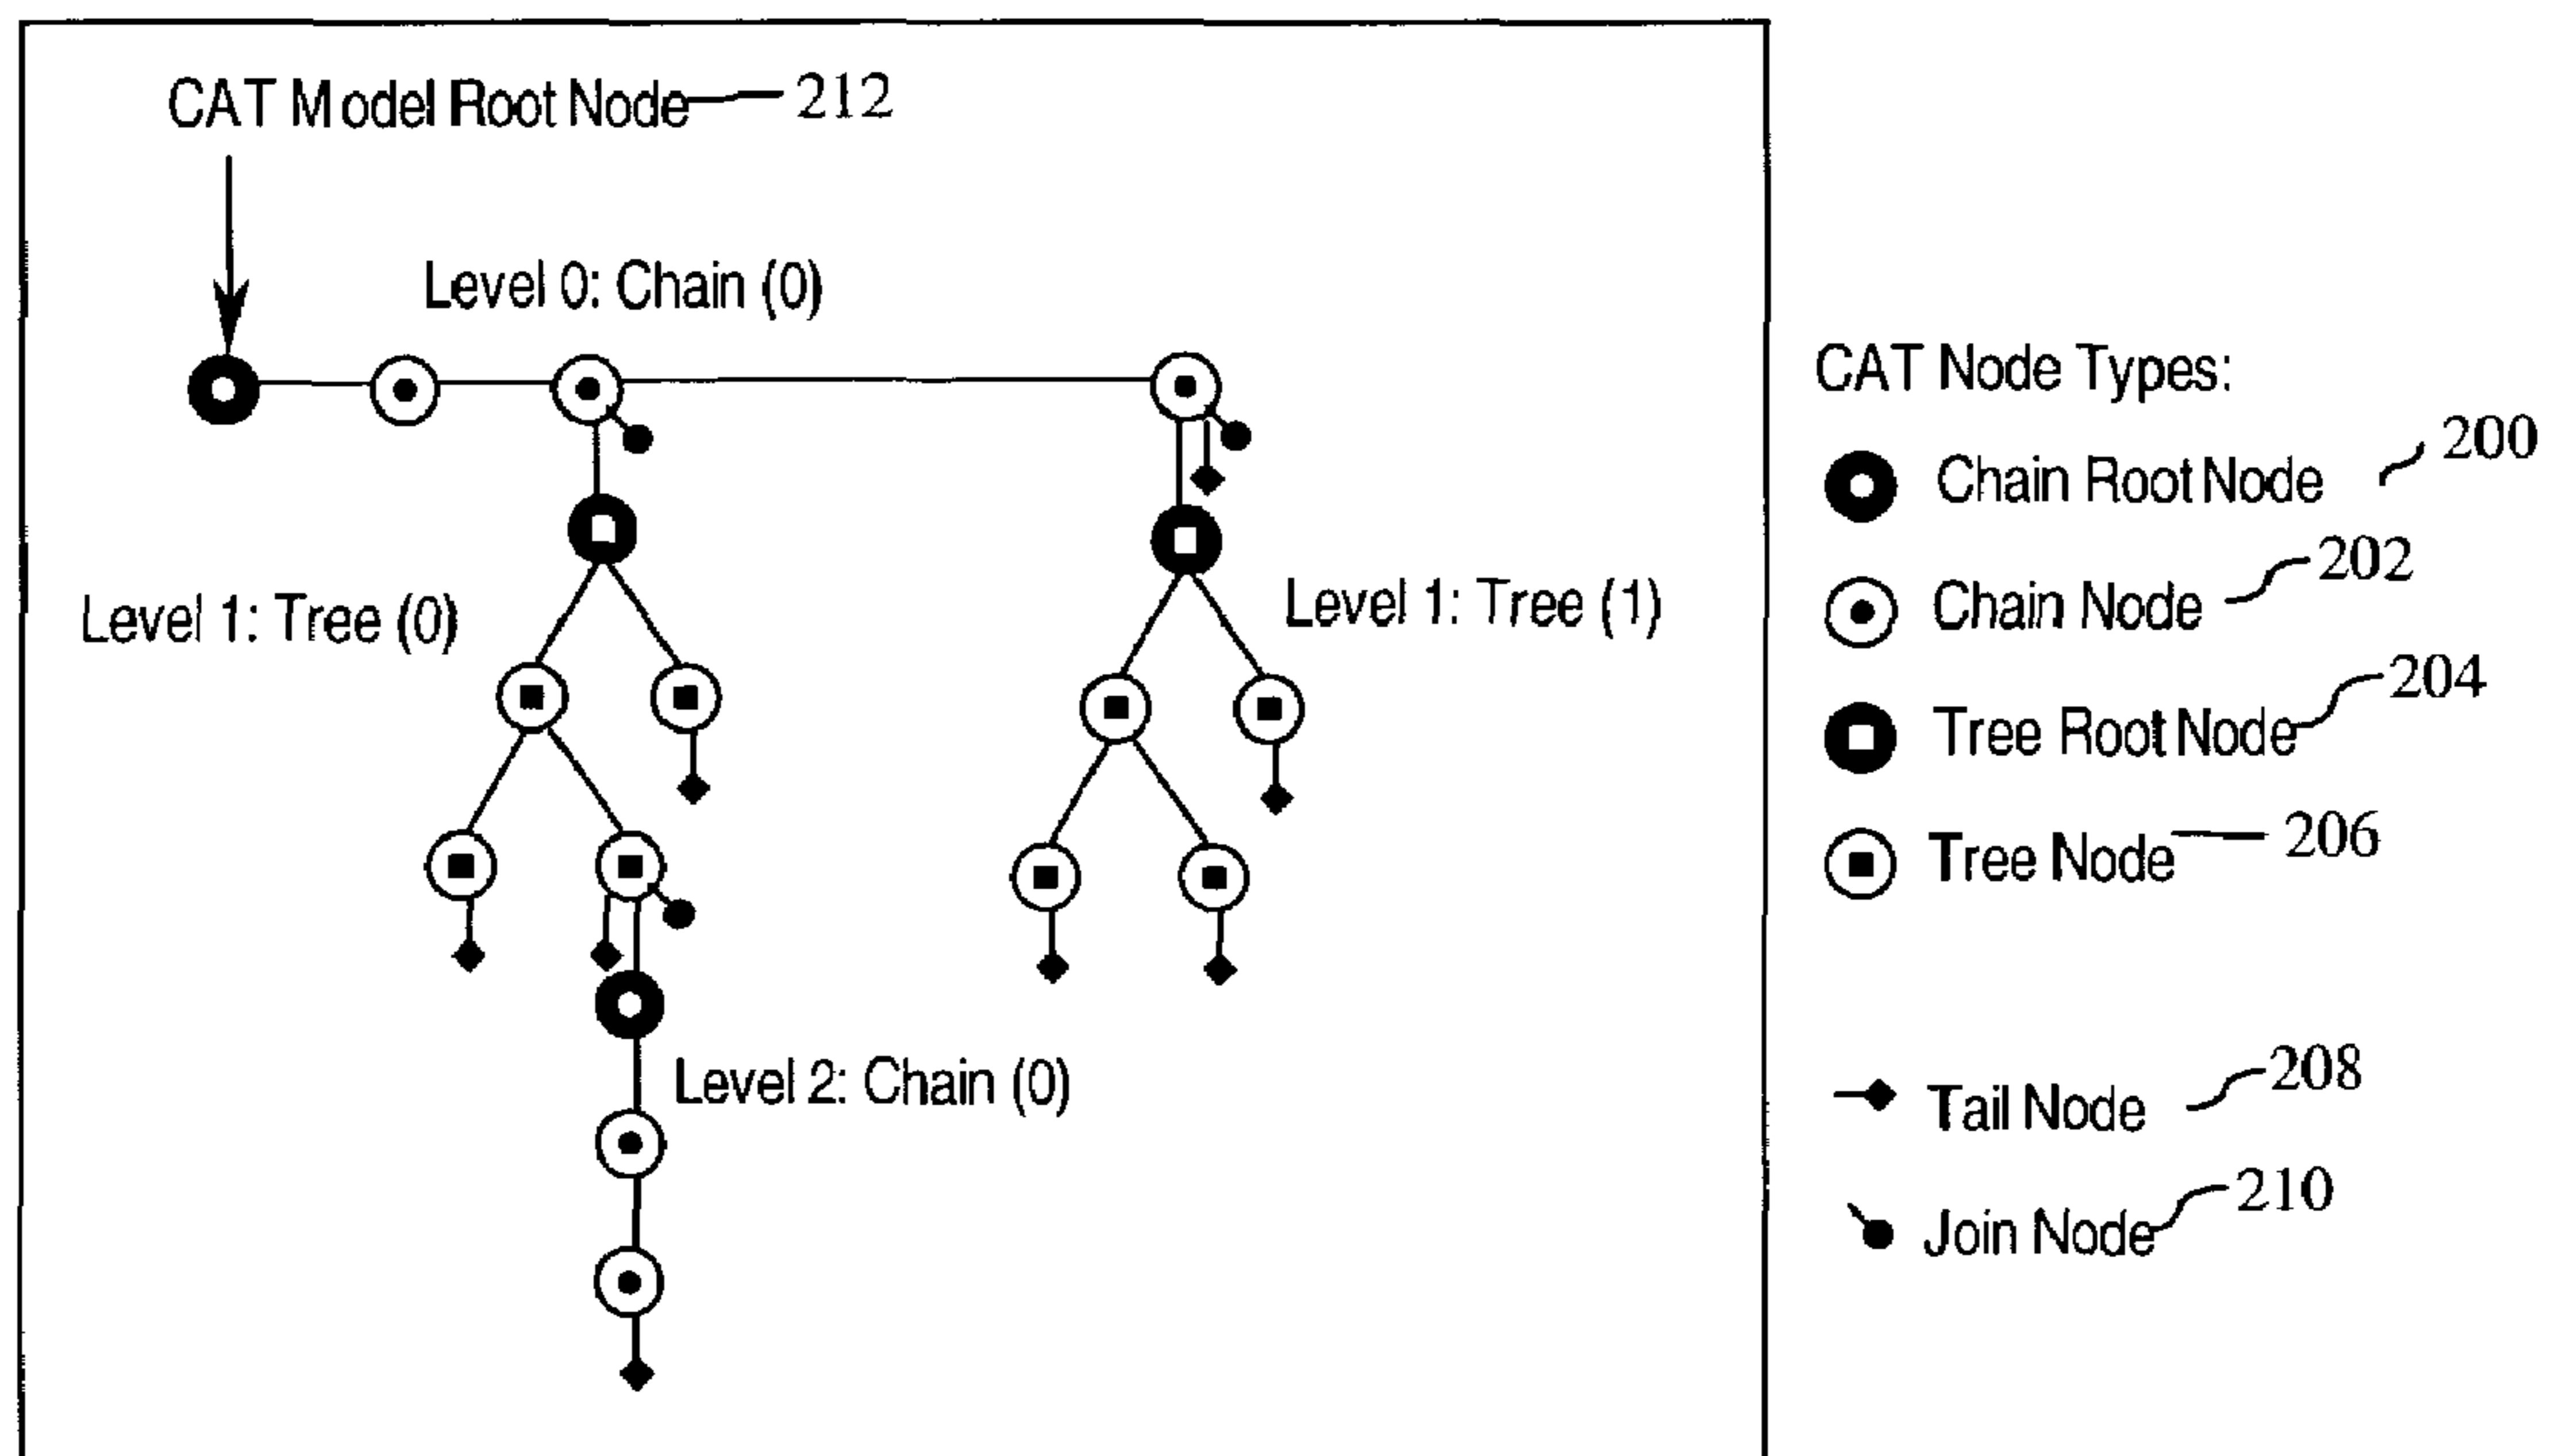 CAT Model Root Node 212
Level 0: Chain (0)
Level 1: Tree (0)
Level 1: Tree (1)
Level 2: Chain (0)
CAT Node Types:
Chain Root Node 200
Chain Node 202
Tree Root Node 204
Tree Node 206
Tail Node 208
Join Node 210